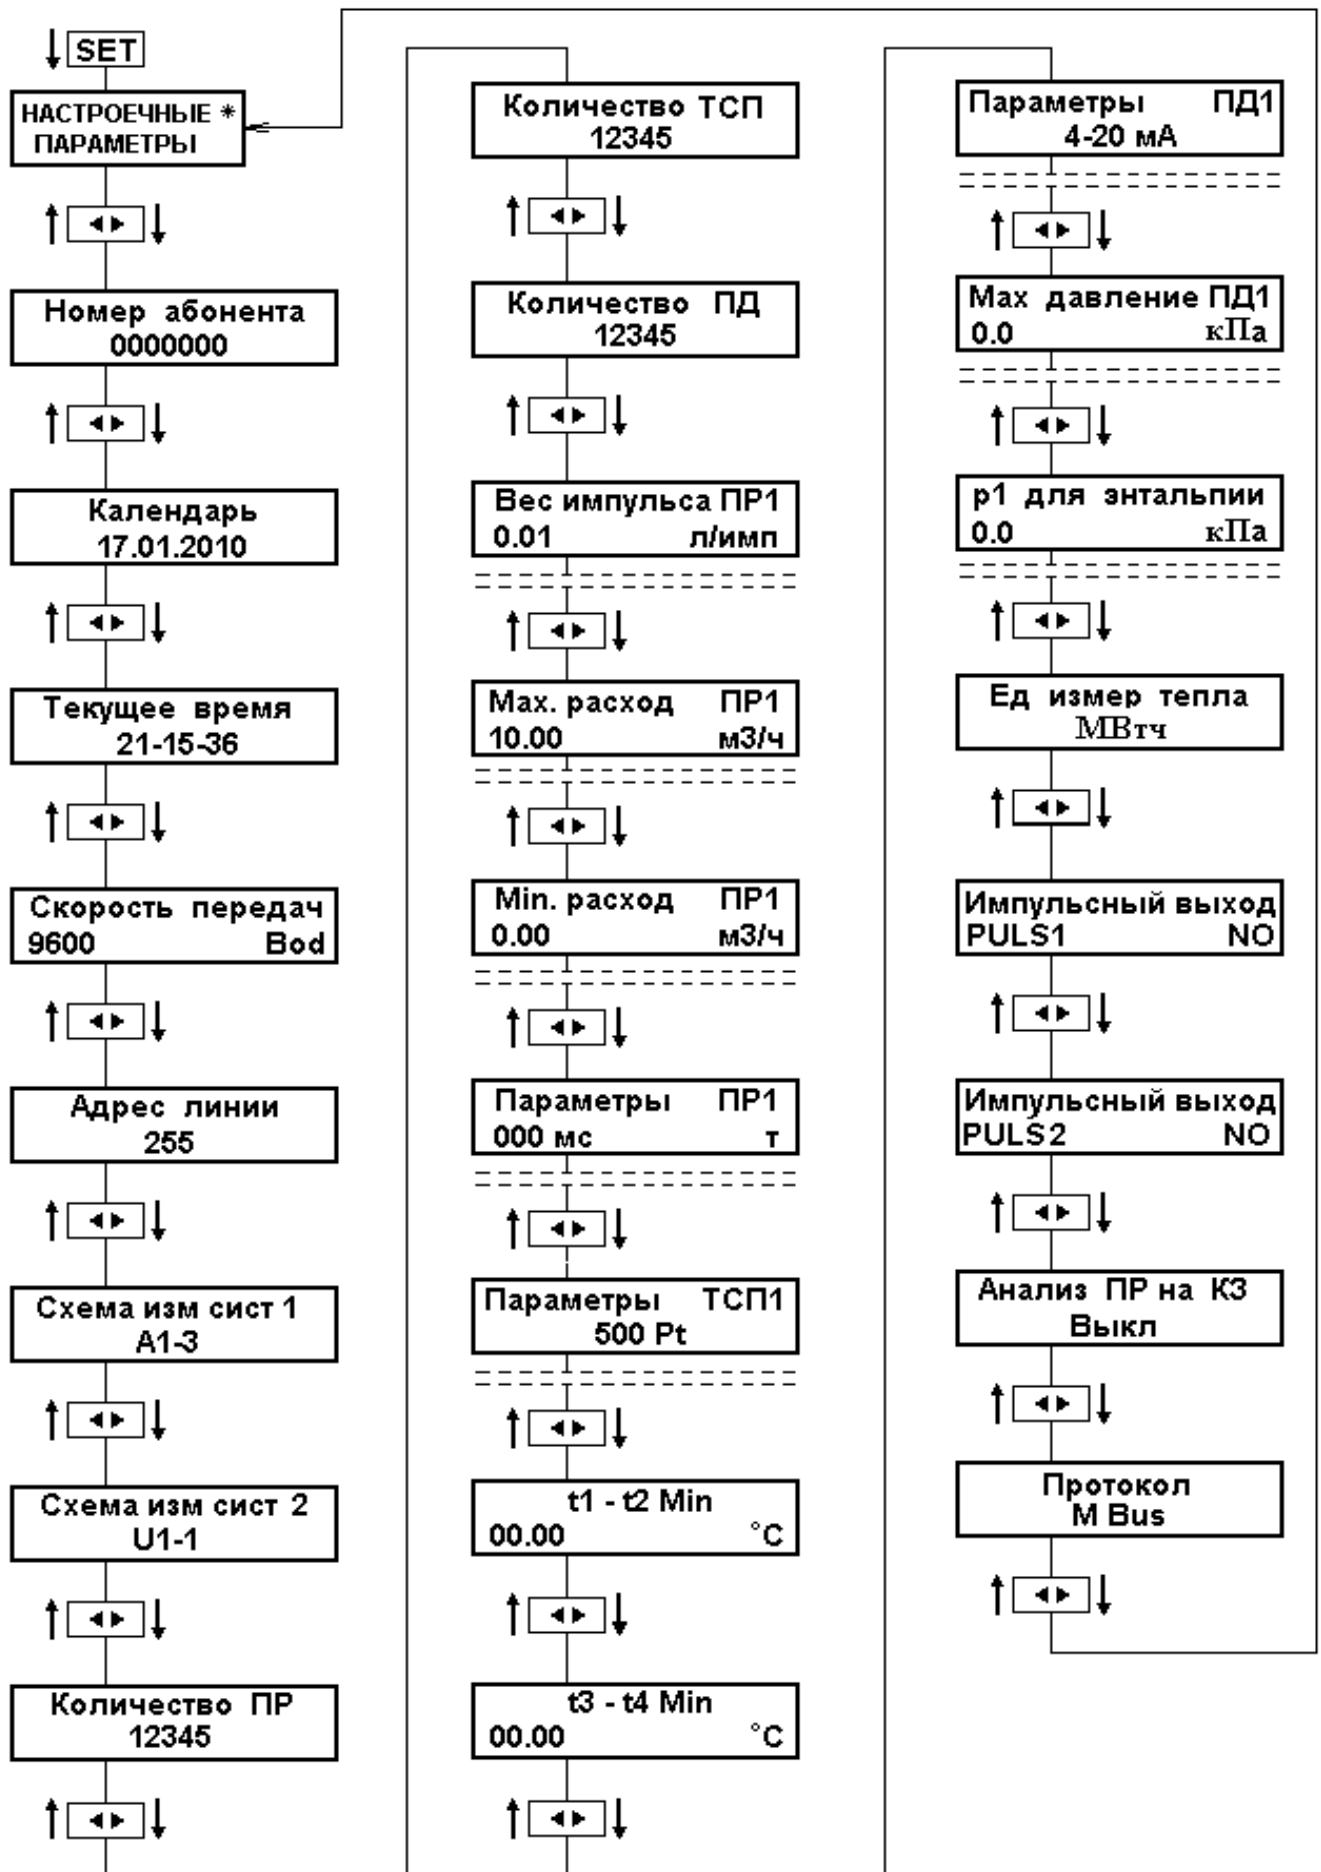 SET
НАСТРОЕЧНЫЕ *
ПАРАМЕТРЫ
Номер абонента
0000000
Календарь
17.01.2010
Текущее время
21-15-36
Скорость передач
9600 Bod
Адрес линии
255
Схема изм сист 1
А1-3
Схема изм сист 2
U1-1
Количество ПР
12345
Количество ТСП
12345
Количество ПД
12345
Вес импульса ПР1
0.01 л/имп
Мах. расход ПР1
10.00 м3/ч
Min. расход ПР1
0.00 м3/ч
Параметры ПР1
000 мс т
Параметры ТСП1
500 Pt
t1 - t2 Min
00.00 °C
t3 - t4 Min
00.00 °C
Параметры ПД1
4-20 мА
Мах давление ПД1
0.0 кПа
р1 для энтальпии
0.0 кПа
Ед измер тепла
МВтч
Импульсный выход
PULS1 NO
Импульсный выход
PULS2 NO
Анализ ПР на КЗ
Выкл
Протокол
M Bus